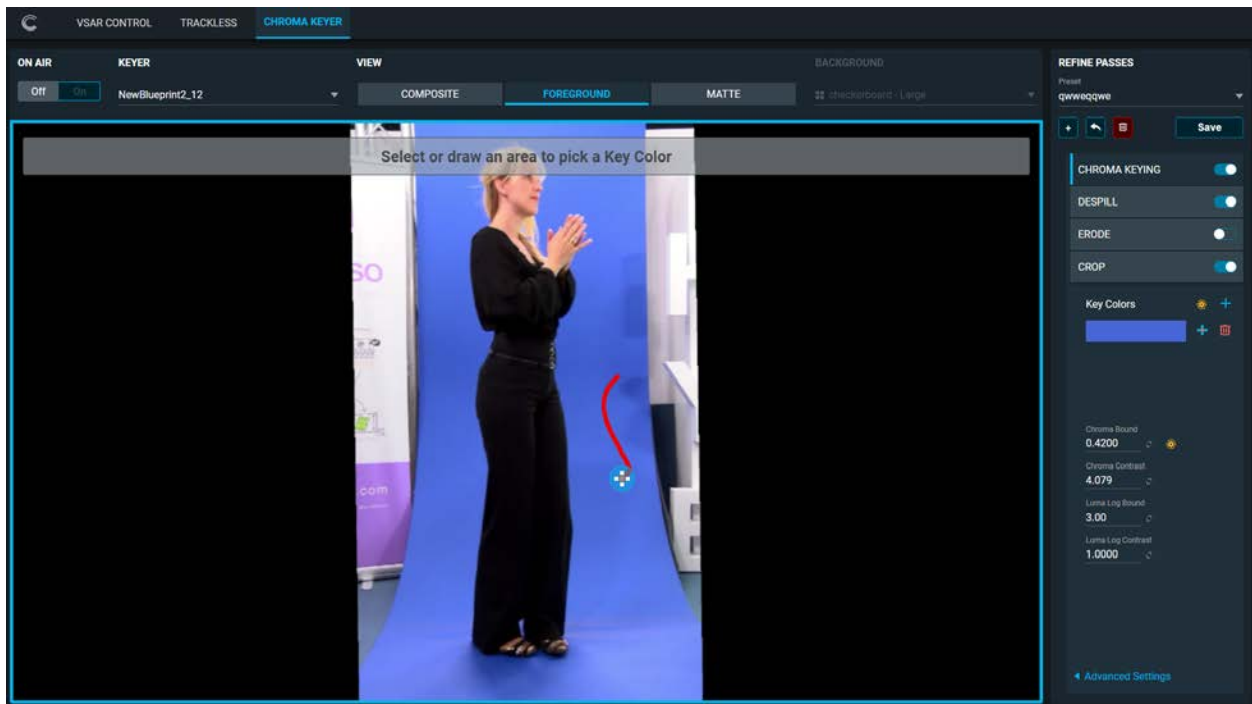 VSAR CONTROL TRACKLESS CHROMA KEYER
ON AIR KEYER VIEW BACKGROUND REFINE PASSES
Off On NewBlueprint2_12 COMPOSITE FOREGROUND MATTE checkerboard - Large
Preset
qwweqqwe
Save
Select or draw an area to pick a Key Color
CHROMA KEYING
DESPILL
ERODE
CROP
Key Colors
SO
.com
Chroma Bound
0.4200
Chroma Contrast
4.079
Luma Log Bound
3.00
Luma Log Contrast
1.0000
Advanced Settings